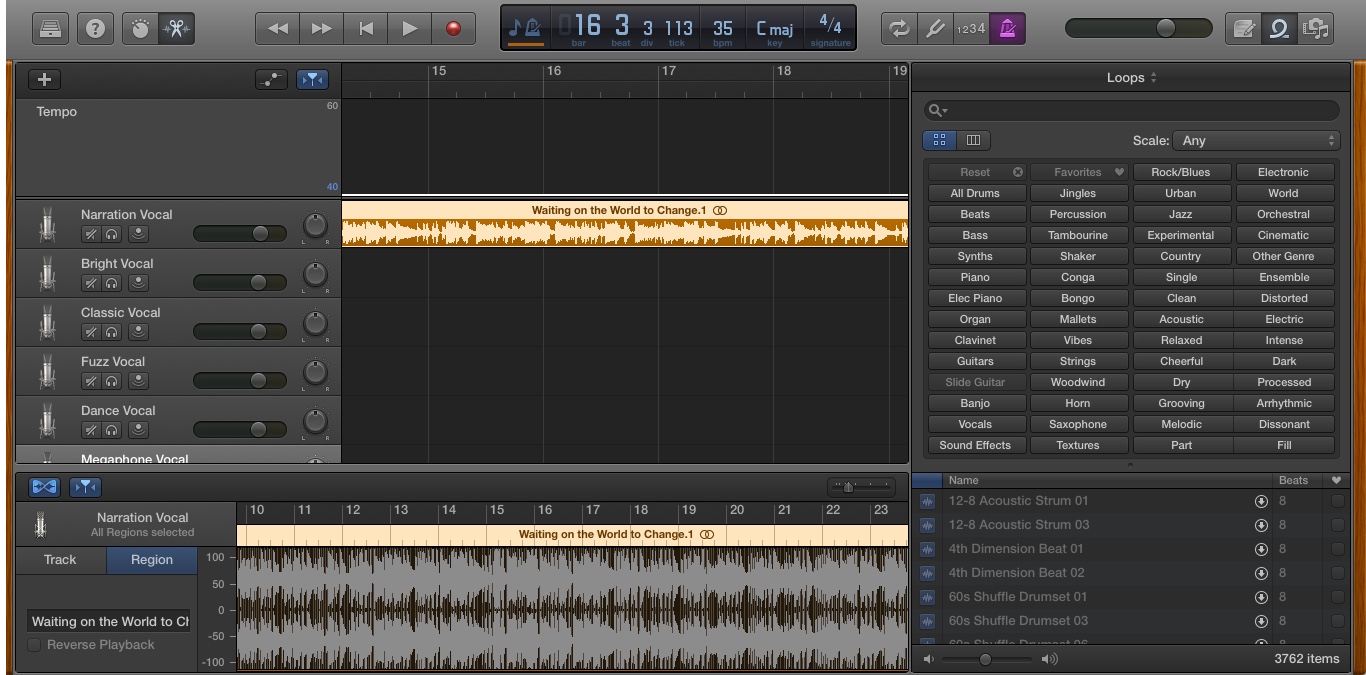 ?
16 3 3 113 35 C maj 4/4
bar beat div tick bpm key signature
1234
15 16 17 18 19
Tempo
60
40
Narration Vocal
L R
Waiting on the World to Change.1
Bright Vocal
L R
Classic Vocal
L R
Fuzz Vocal
L R
Dance Vocal
L R
Megaphone Vocal
Narration Vocal
All Regions selected
Track Region
Waiting on the World to Ch
Reverse Playback
10 11 12 13 14 15 16 17 18 19 20 21 22 23
Waiting on the World to Change.1
100
50
0
-50
-100
Loops
Scale: Any
Reset Favorites Rock/Blues Electronic
All Drums Jingles Urban World
Beats Percussion Jazz Orchestral
Bass Tambourine Experimental Cinematic
Synths Shaker Country Other Genre
Piano Conga Single Ensemble
Elec Piano Bongo Clean Distorted
Organ Mallets Acoustic Electric
Clavinet Vibes Relaxed Intense
Guitars Strings Cheerful Dark
Slide Guitar Woodwind Dry Processed
Banjo Horn Grooving Arrhythmic
Vocals Saxophone Melodic Dissonant
Sound Effects Textures Part Fill
Name Beats
12-8 Acoustic Strum 01 8
12-8 Acoustic Strum 03 8
4th Dimension Beat 01 8
4th Dimension Beat 02 8
60s Shuffle Drumset 01 8
60s Shuffle Drumset 03 8
3762 items